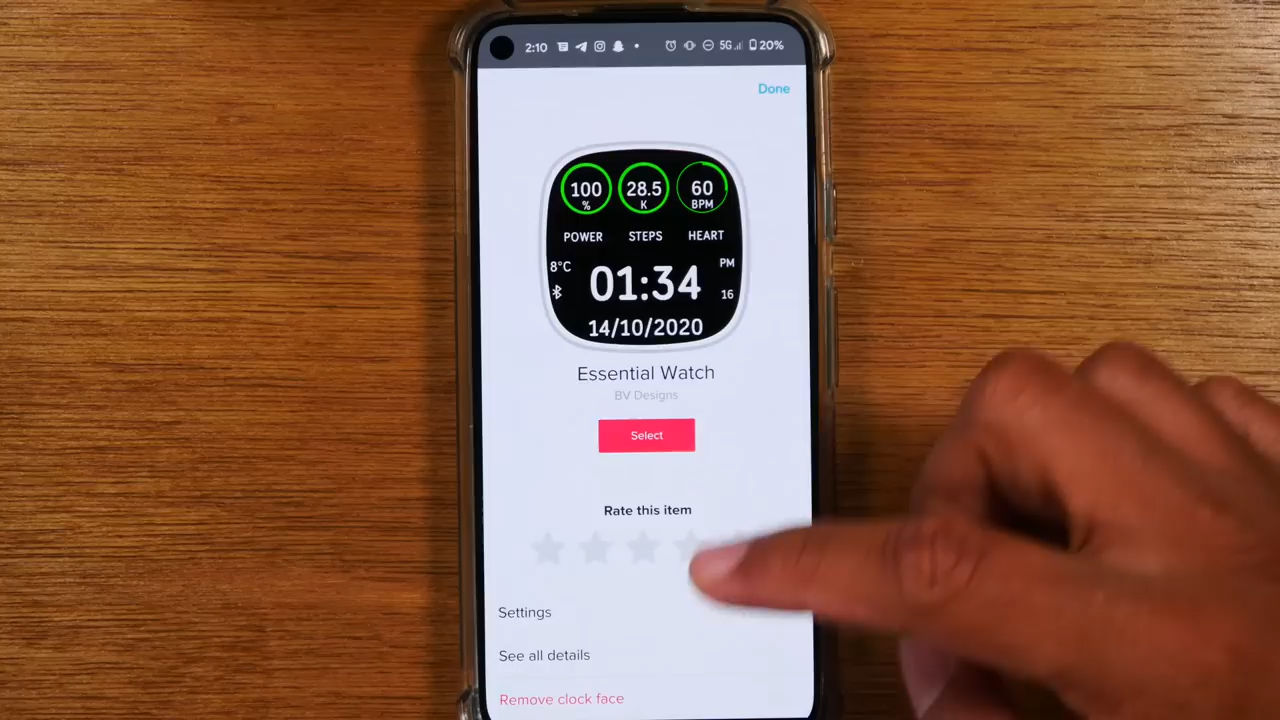 2:10 5G 20%
Done
100 28.5 60
% K BPM
POWER STEPS HEART
8°C 01:34 PM
16
14/10/2020
Essential Watch
BV Designs
Select
Rate this item
Settings
See all details
Remove clock face